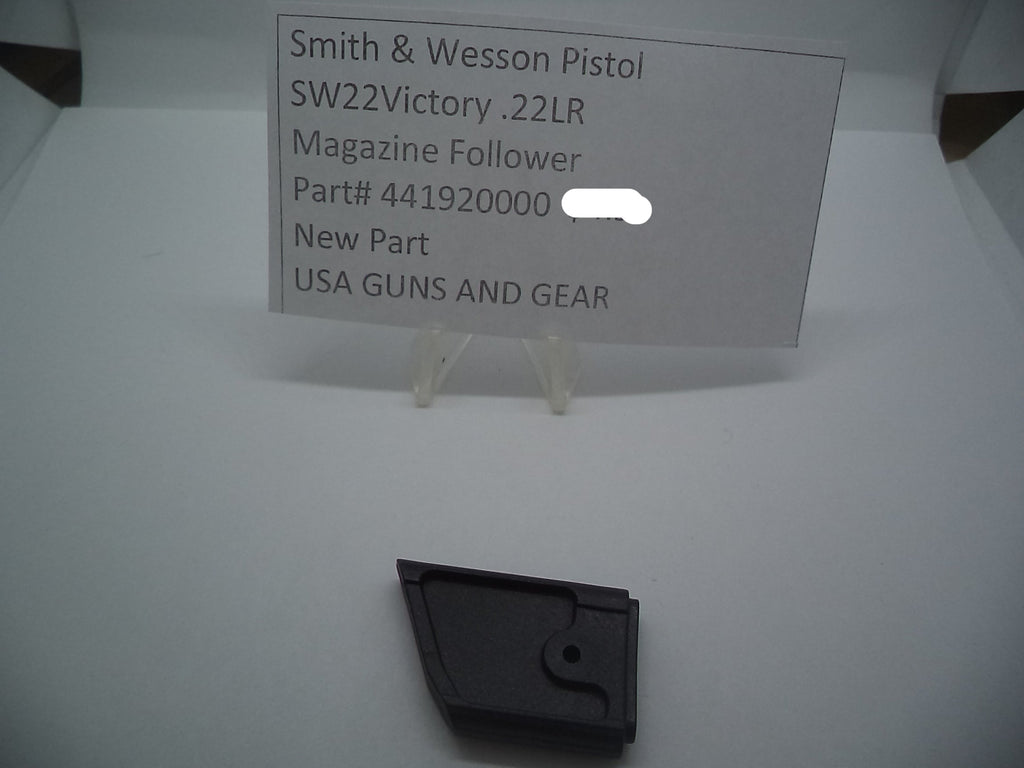 Smith & Wesson Pistol
SW22Victory .22LR
Magazine Follower
Part# 441920000
New Part
USA GUNS AND GEAR